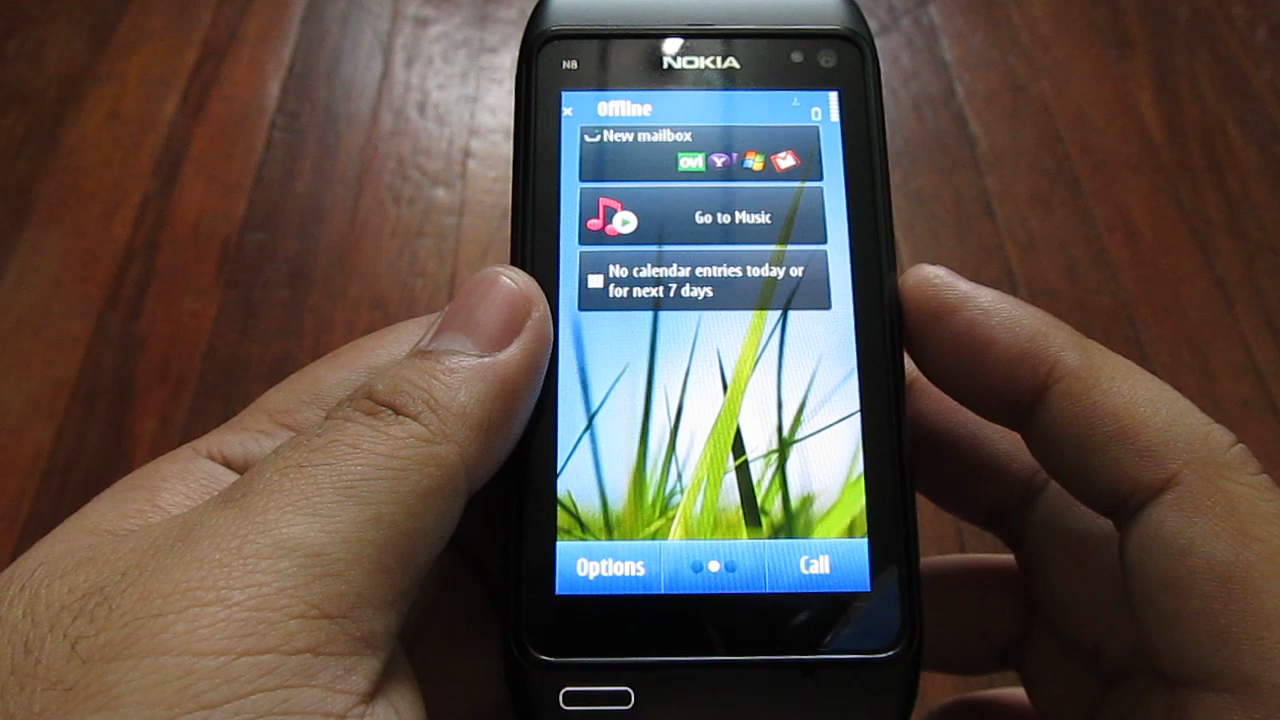 N8
NOKIA
Offline
New mailbox
ovi Y!
Go to Music
No calendar entries today or
for next 7 days
Options
Call